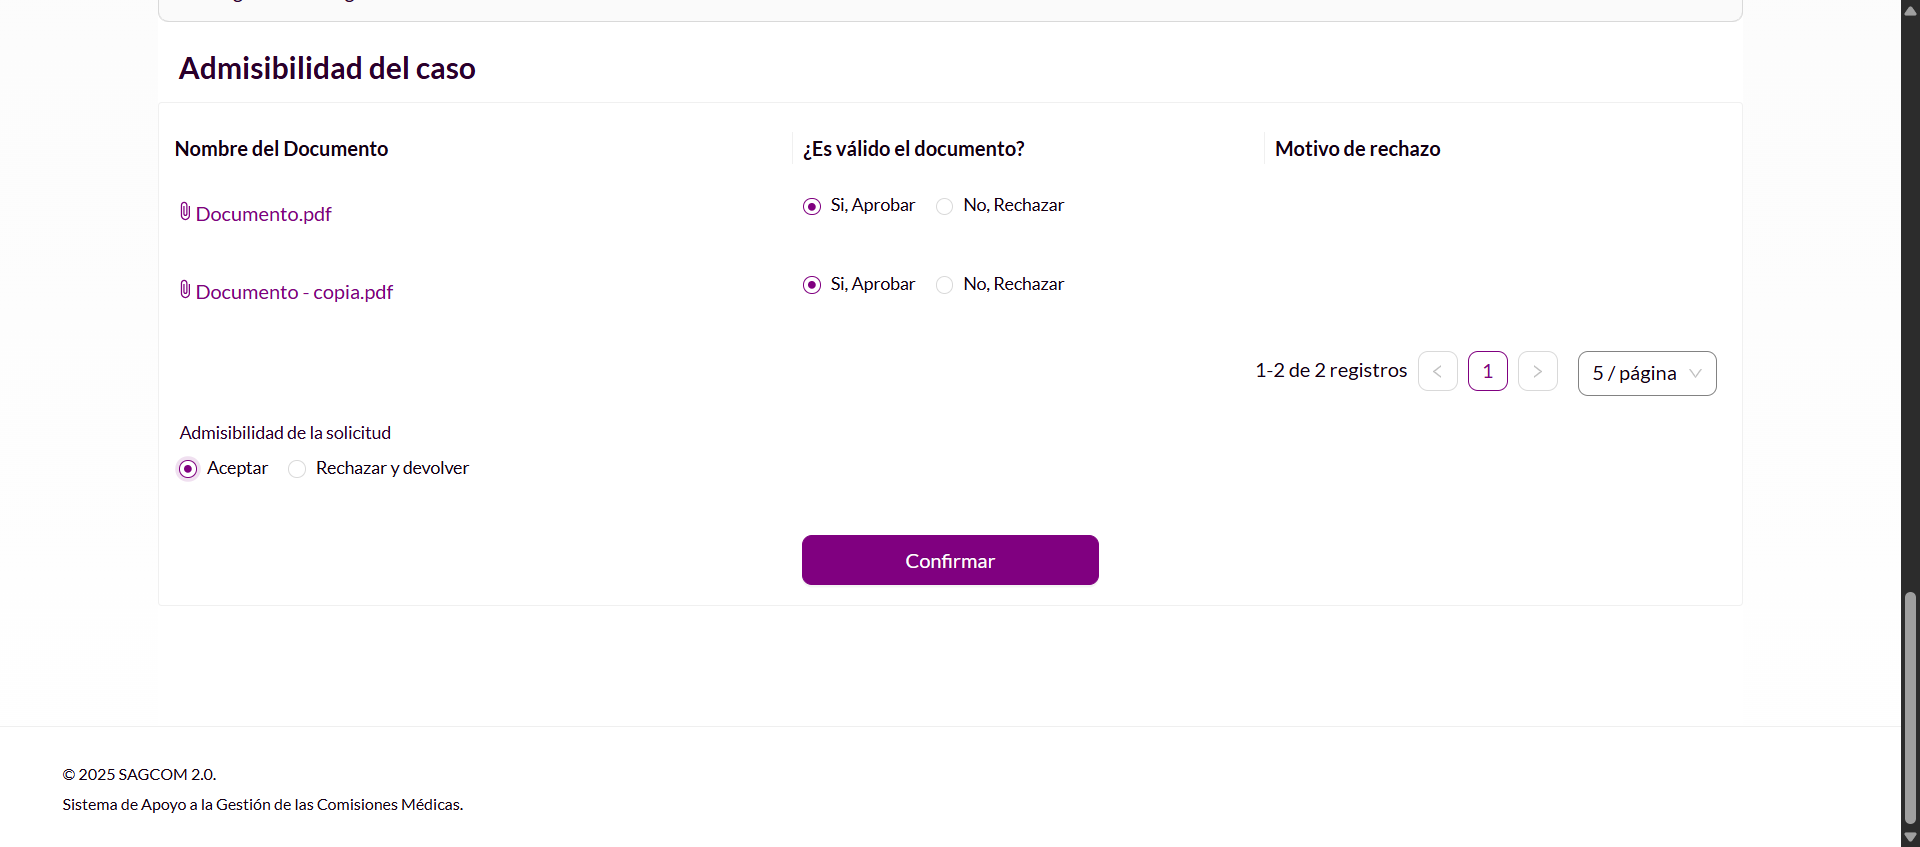 Admisibilidad del caso
Nombre del Documento
¿Es válido el documento?
Motivo de rechazo
Documento.pdf
Si, Aprobar
No, Rechazar
Documento - copia.pdf
Si, Aprobar
No, Rechazar
1-2 de 2 registros
1
5 / página
Admisibilidad de la solicitud
Aceptar
Rechazar y devolver
Confirmar
© 2025 SAGCOM 2.0.
Sistema de Apoyo a la Gestión de las Comisiones Médicas.